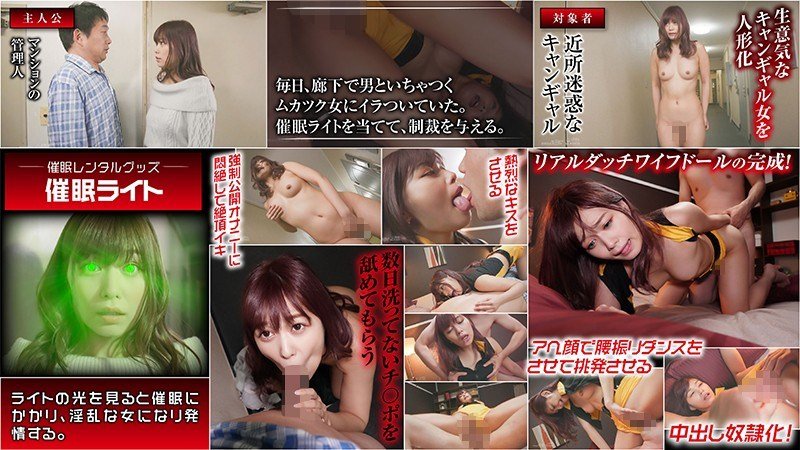 主人公
マンションの
管理人
毎日、廊下で男といちゃつく
ムカツク女にイラついていた。
催眠ライトを当てて、制裁を与える。
対象者
近所迷惑な
キャンギャル
生意気な
キャンギャル女を
人形化
催眠レンタルグッズ
催眠ライト
ライトの光を見ると催眠に
かかり、淫乱な女になり発
情する。
強制公開オナニーに
悶絶して絶頂イキ
熱烈なキスを
させる
数日洗ってないチ〇ポを
舐めてもらう
リアルダッチワイフドールの完成!
アヘ顔で腰振りダンスを
させて挑発させる
中出し奴隷化!